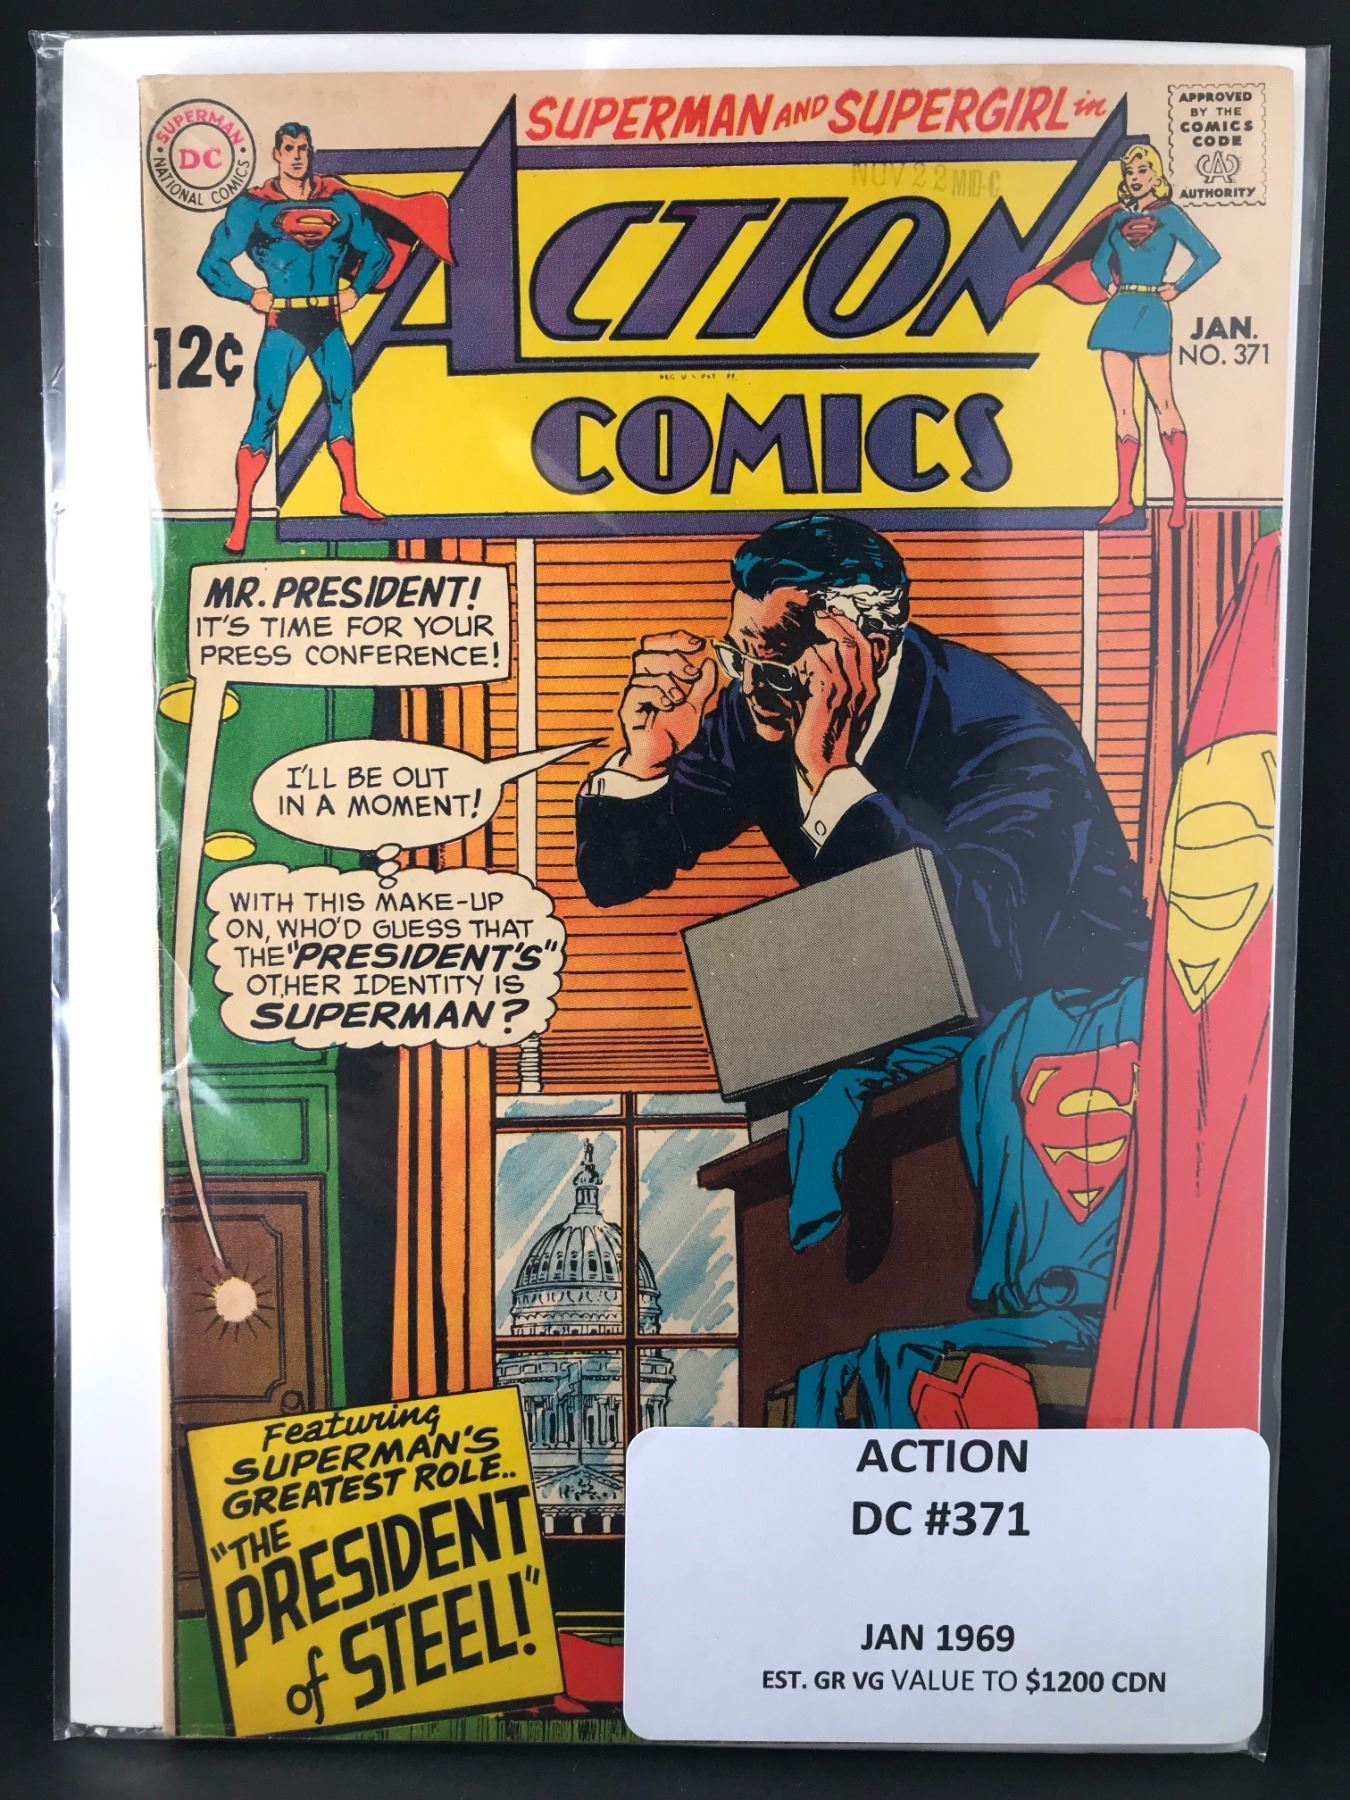 SUPERMAN AND SUPERGIRL in
SUPERMAN
DC
NATIONAL COMICS
APPROVED
BY THE
COMICS
CODE
CA
AUTHORITY
ACTION
NOV 22 MID-C
12¢
JAN.
NO. 371
COMICS
MR. PRESIDENT!
IT'S TIME FOR YOUR
PRESS CONFERENCE!
I'LL BE OUT
IN A MOMENT!
WITH THIS MAKE-UP
ON, WHO'D GUESS THAT
THE "PRESIDENT'S"
OTHER IDENTITY IS
SUPERMAN?
S
Featuring
SUPERMAN'S
GREATEST ROLE..
"THE
PRESIDENT
of STEEL!"
ACTION
DC #371
JAN 1969
EST. GR VG VALUE TO $1200 CDN